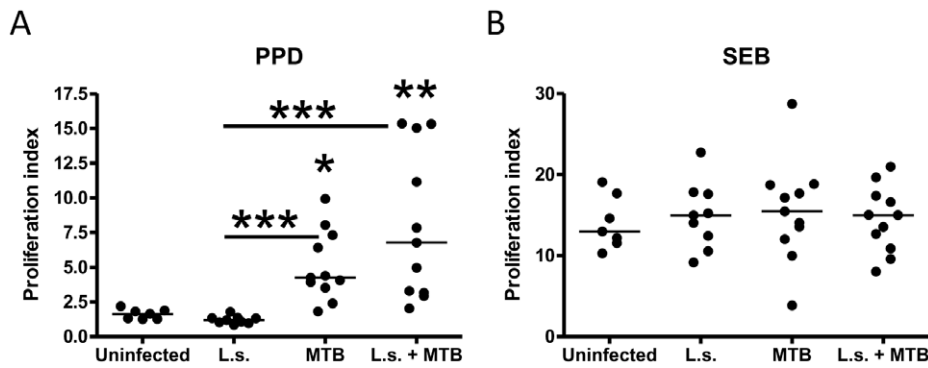 A
PPD
Proliferation index
17.5
15.0
12.5
10.0
7.5
5.0
2.5
0.0
***
***
*
**
Uninfected L.s. MTB L.s. + MTB
B
SEB
Proliferation index
30
20
10
0
Uninfected L.s. MTB L.s. + MTB